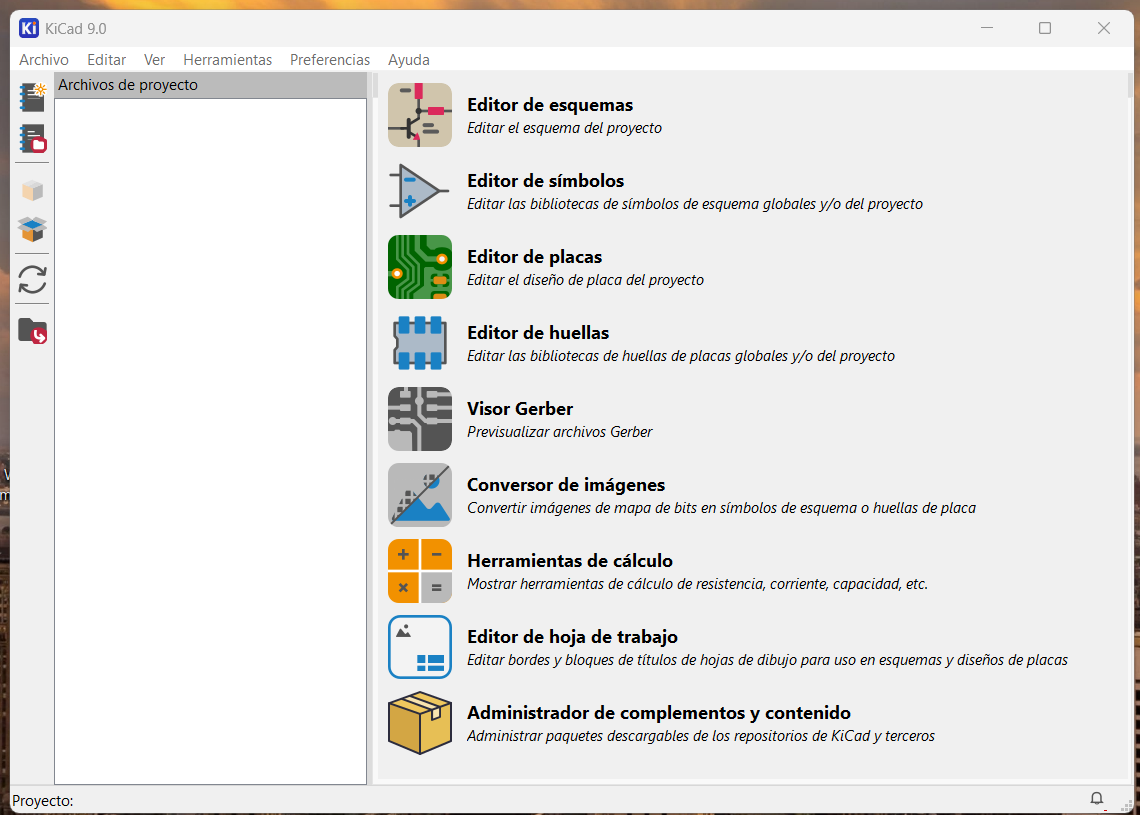 Ki KiCad 9.0
Archivo Editar Ver Herramientas Preferencias Ayuda
Archivos de proyecto
Editor de esquemas
Editar el esquema del proyecto
Editor de símbolos
Editar las bibliotecas de símbolos de esquema globales y/o del proyecto
Editor de placas
Editar el diseño de placa del proyecto
Editor de huellas
Editar las bibliotecas de huellas de placas globales y/o del proyecto
Visor Gerber
Previsualizar archivos Gerber
Conversor de imágenes
Convertir imágenes de mapa de bits en símbolos de esquema o huellas de placa
Herramientas de cálculo
Mostrar herramientas de cálculo de resistencia, corriente, capacidad, etc.
Editor de hoja de trabajo
Editar bordes y bloques de títulos de hojas de dibujo para uso en esquemas y diseños de placas
Administrador de complementos y contenido
Administrar paquetes descargables de los repositorios de KiCad y terceros
Proyecto: